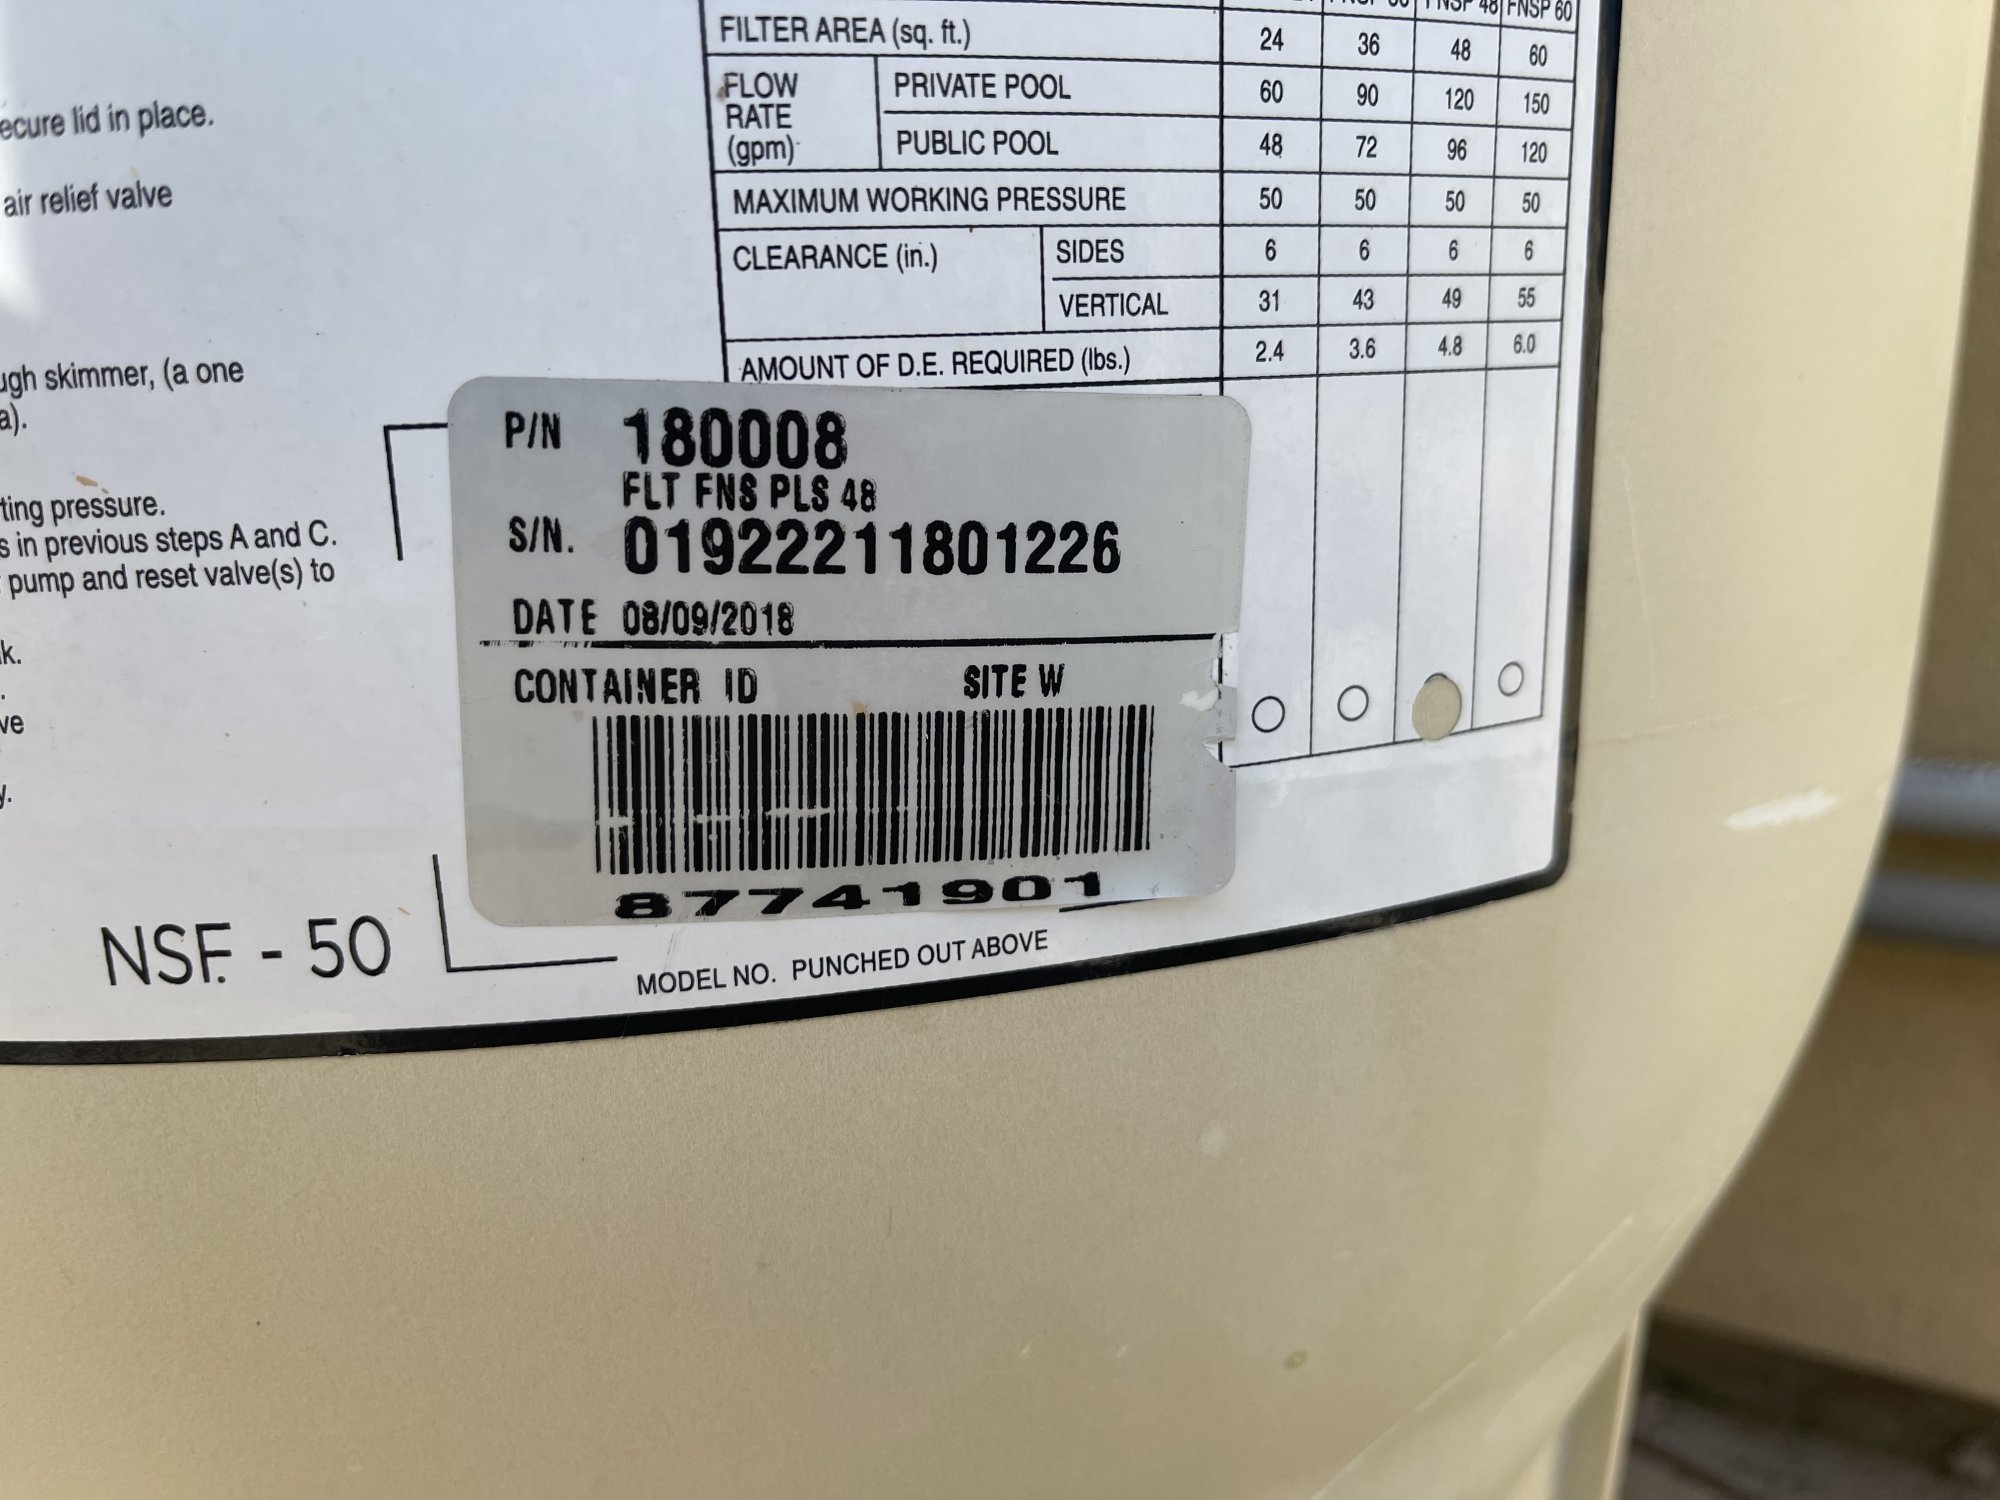 ecure lid in place.
air relief valve
ugh skimmer, (a one
a).
ting pressure.
s in previous steps A and C.
pump and reset valve(s) to
k.
.
ve
y.
NSF. - 50
FNSP 48 FNSP 60
FILTER AREA (sq. ft.) 24 36 48 60
FLOW RATE (gpm) PRIVATE POOL 60 90 120 150
PUBLIC POOL 48 72 96 120
MAXIMUM WORKING PRESSURE 50 50 50 50
CLEARANCE (in.) SIDES 6 6 6 6
VERTICAL 31 43 49 55
AMOUNT OF D.E. REQUIRED (lbs.) 2.4 3.6 4.8 6.0
P/N 180008
FLT FNS PLS 48
S/N. 01922211801226
DATE 08/09/2018
CONTAINER ID SITE W
87741901
MODEL NO. PUNCHED OUT ABOVE